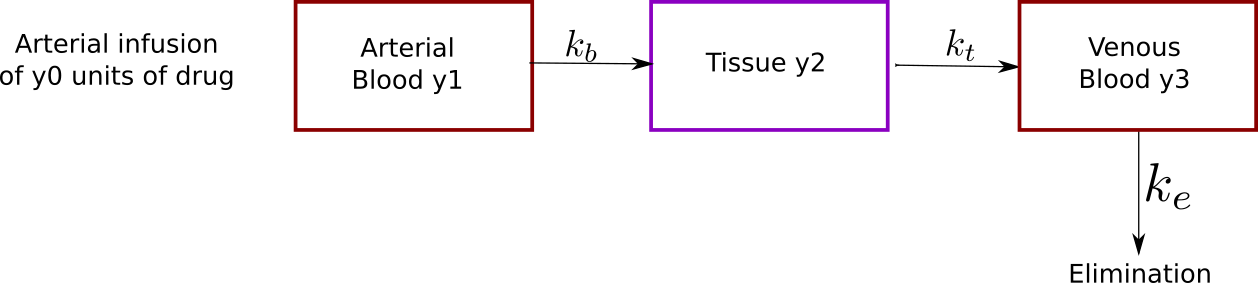 Arterial infusion
of y0 units of drug
Arterial
Blood y1
k_b
Tissue y2
k_t
Venous
Blood y3
k_e
Elimination